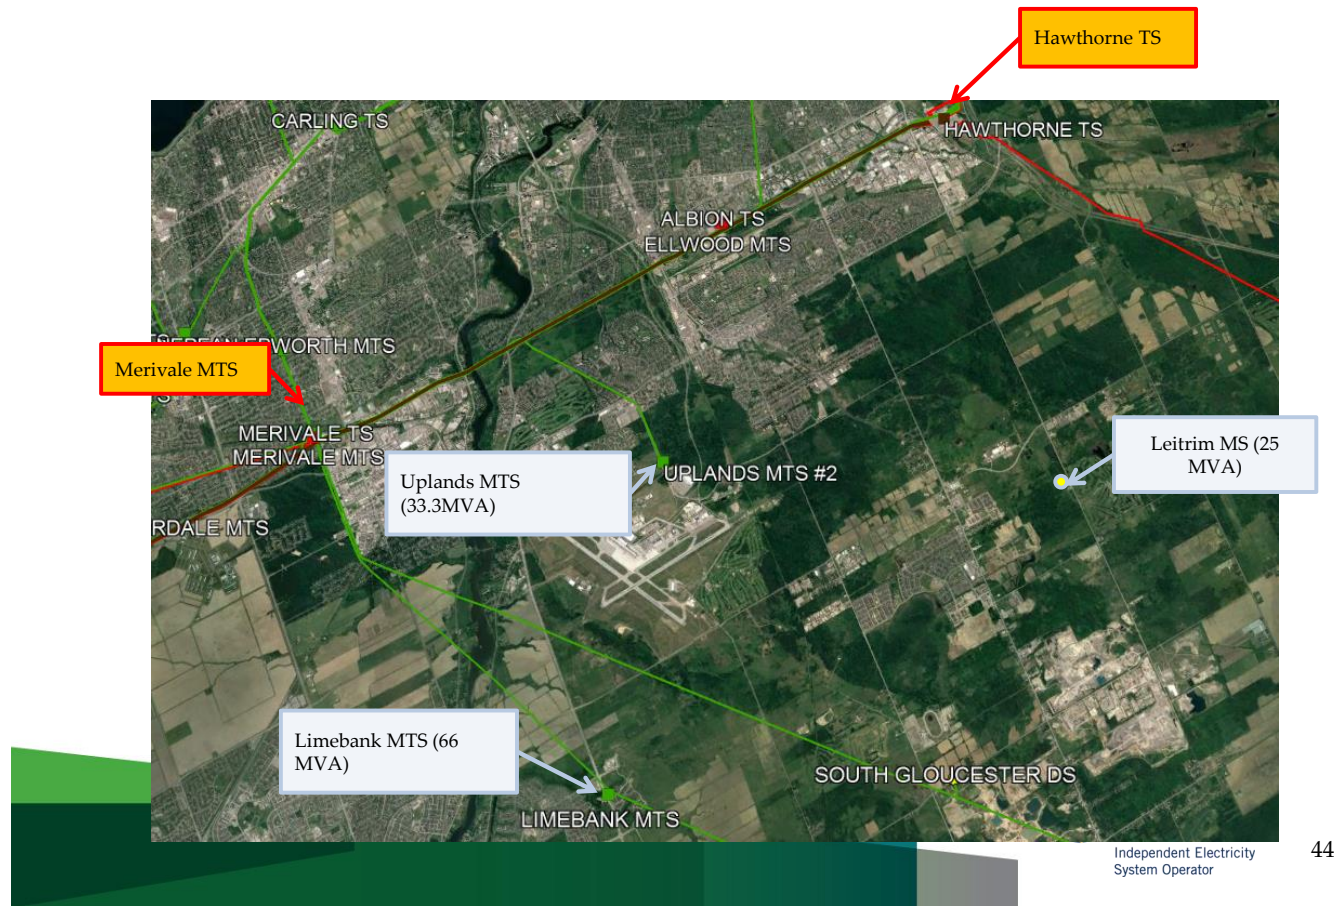 Hawthorne TS
CARLING TS
HAWTHORNE TS
ALBION TS
ELLWOOD MTS
EPWORTH MTS
Merivale MTS
MERIVALE TS
MERIVALE MTS
Leitrim MS (25
MVA)
Uplands MTS
(33.3MVA)
UPLANDS MTS #2
RDALE MTS
Limebank MTS (66
MVA)
SOUTH GLOUCESTER DS
LIMEBANK MTS
Independent Electricity
System Operator
44